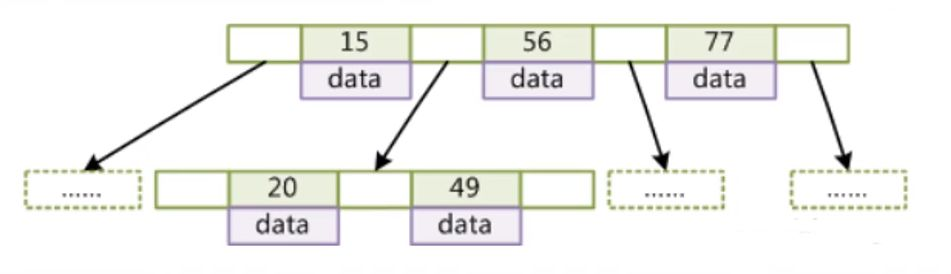 15 56 77
data data data
...... 20 49 ...... ......
data data